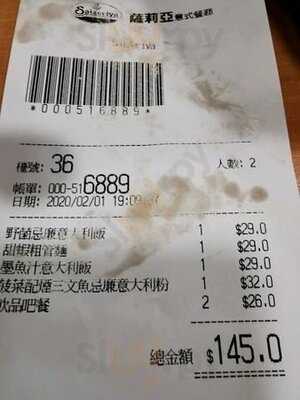 Saizeriya 薩莉亞意式餐廳
Saizeriya
*000516889*
檯號: 36 人數: 2
帳單: 000-516889
日期: 2020/02/01 19:09:37
野菌忌廉意大利飯 1 $29.0
甜蝦粗管麵 1 $29.0
墨魚汁意大利飯 1 $29.0
菠菜配煙三文魚忌廉意大利粉 1 $32.0
飲品吧餐 2 $26.0
總金額 $145.0